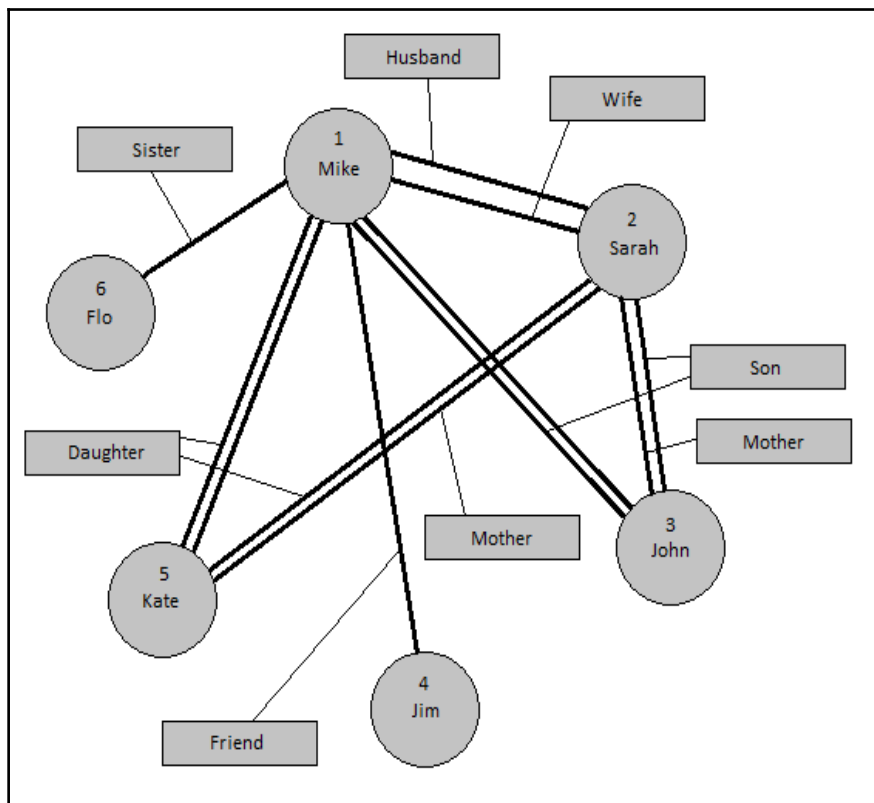 Husband
Wife
Sister
1
Mike
2
Sarah
6
Flo
Son
Daughter
Mother
Mother
3
John
5
Kate
4
Jim
Friend